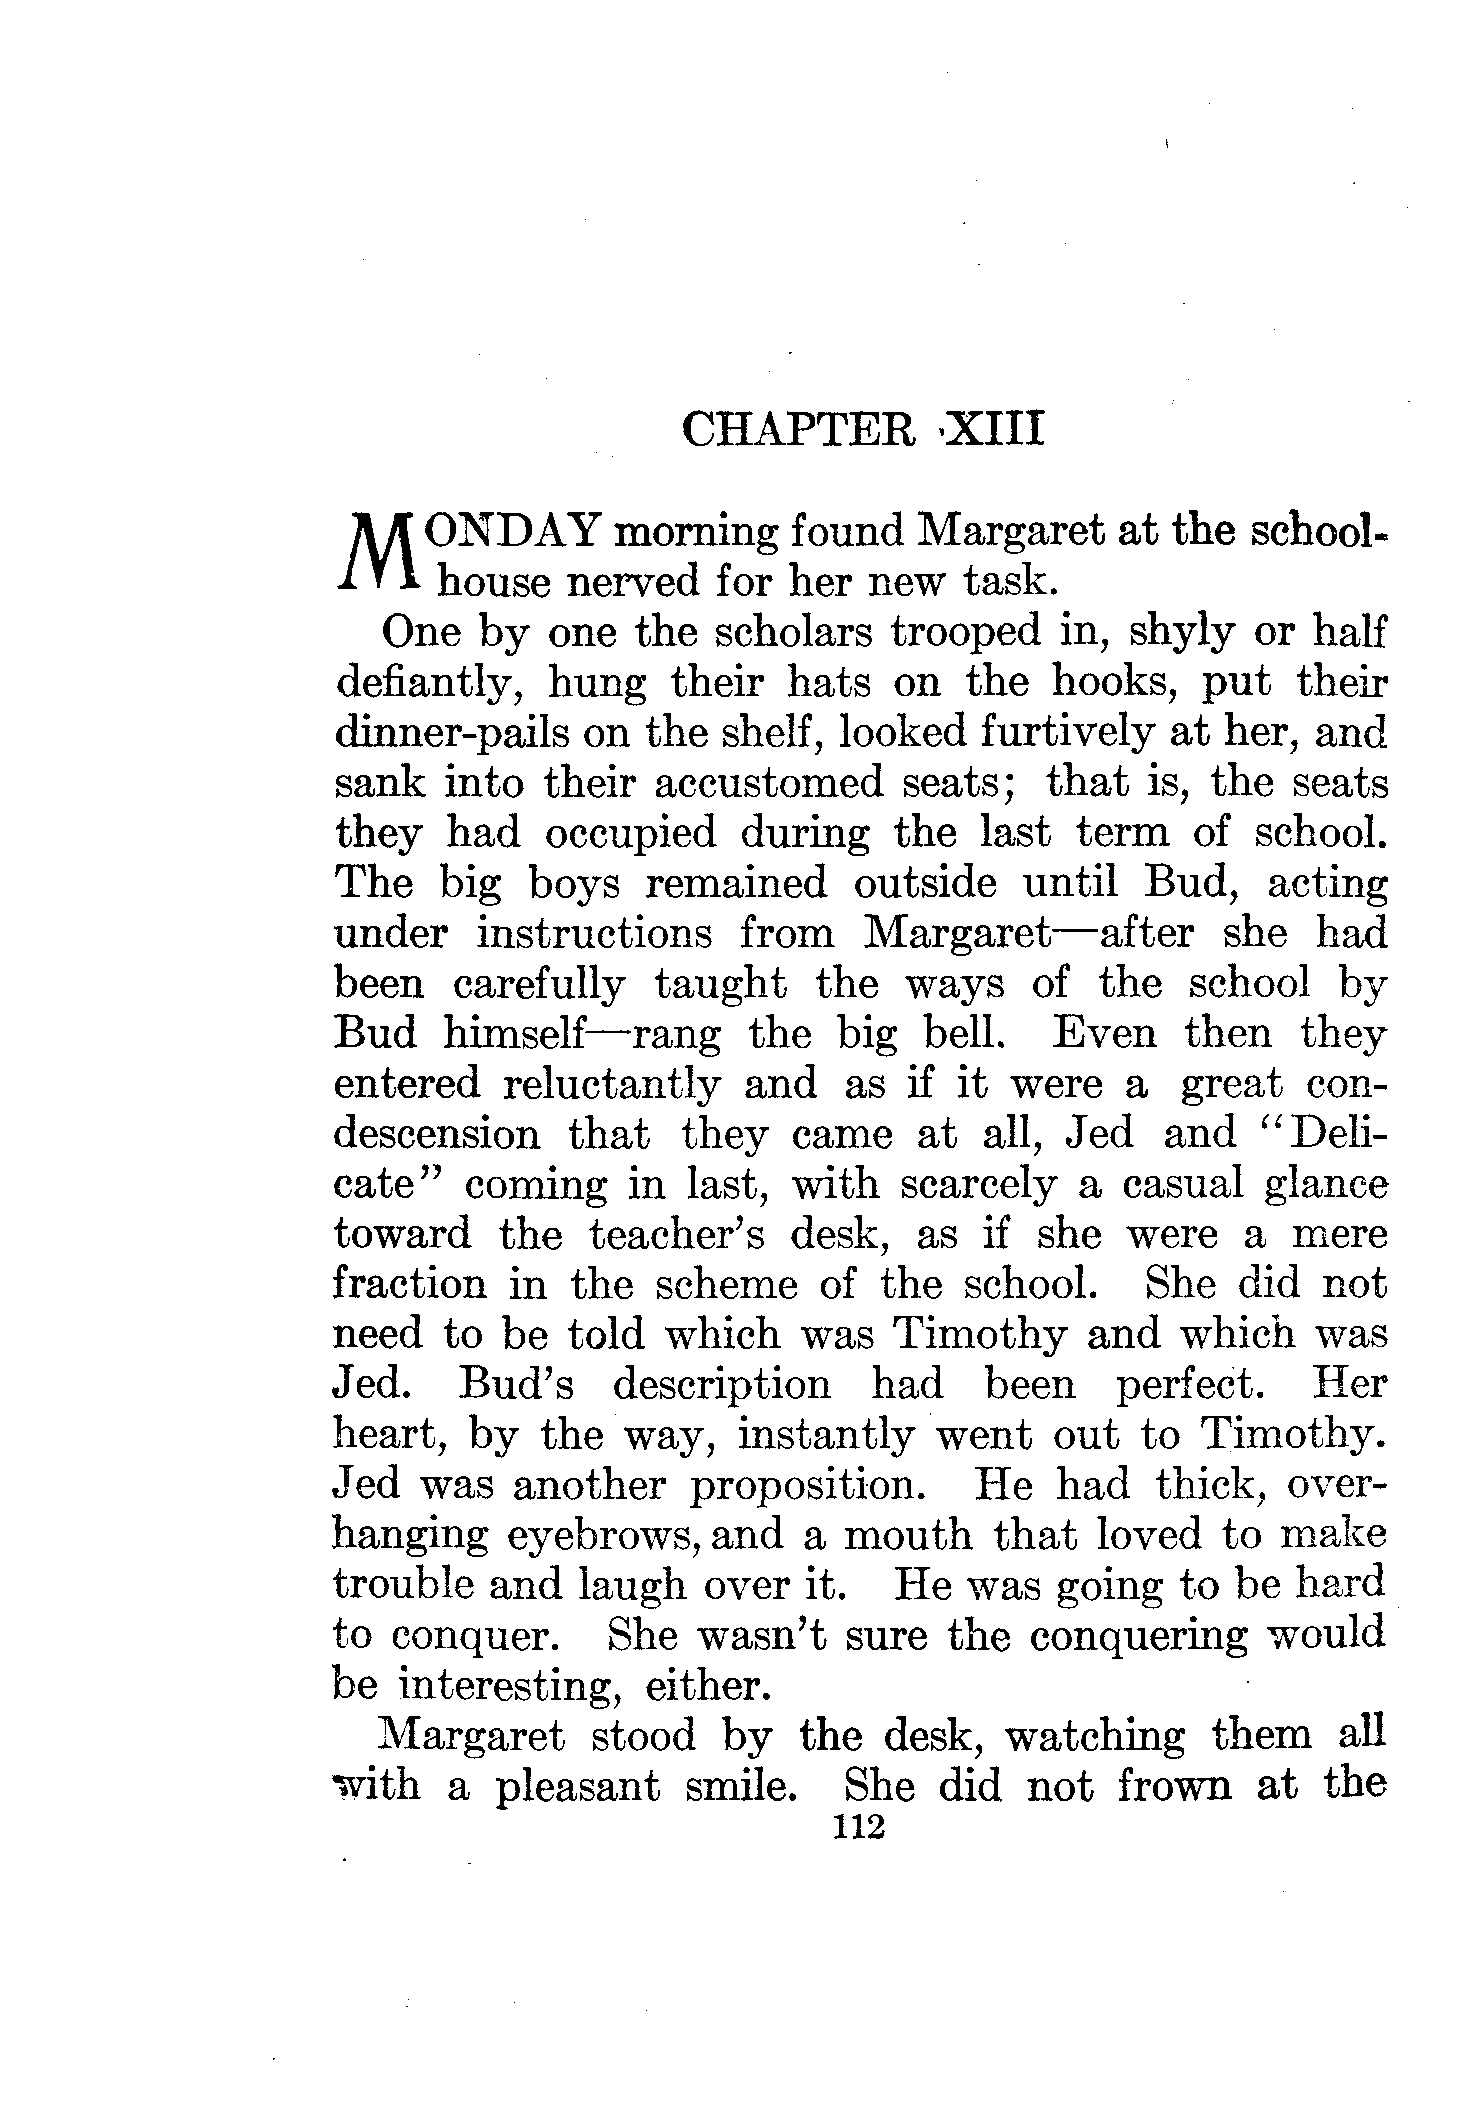 CHAPTER XIII
MONDAY morning found Margaret at the school-
house nerved for her new task.
One by one the scholars trooped in, shyly or half
defiantly, hung their hats on the hooks, put their
dinner-pails on the shelf, looked furtively at her, and
sank into their accustomed seats; that is, the seats
they had occupied during the last term of school.
The big boys remained outside until Bud, acting
under instructions from Margaret—after she had
been carefully taught the ways of the school by
Bud himself—rang the big bell. Even then they
entered reluctantly and as if it were a great con-
descension that they came at all, Jed and "Deli-
cate" coming in last, with scarcely a casual glance
toward the teacher's desk, as if she were a mere
fraction in the scheme of the school. She did not
need to be told which was Timothy and which was
Jed. Bud's description had been perfect. Her
heart, by the way, instantly went out to Timothy.
Jed was another proposition. He had thick, over-
hanging eyebrows, and a mouth that loved to make
trouble and laugh over it. He was going to be hard
to conquer. She wasn't sure the conquering would
be interesting, either.
Margaret stood by the desk, watching them all
with a pleasant smile. She did not frown at the
112